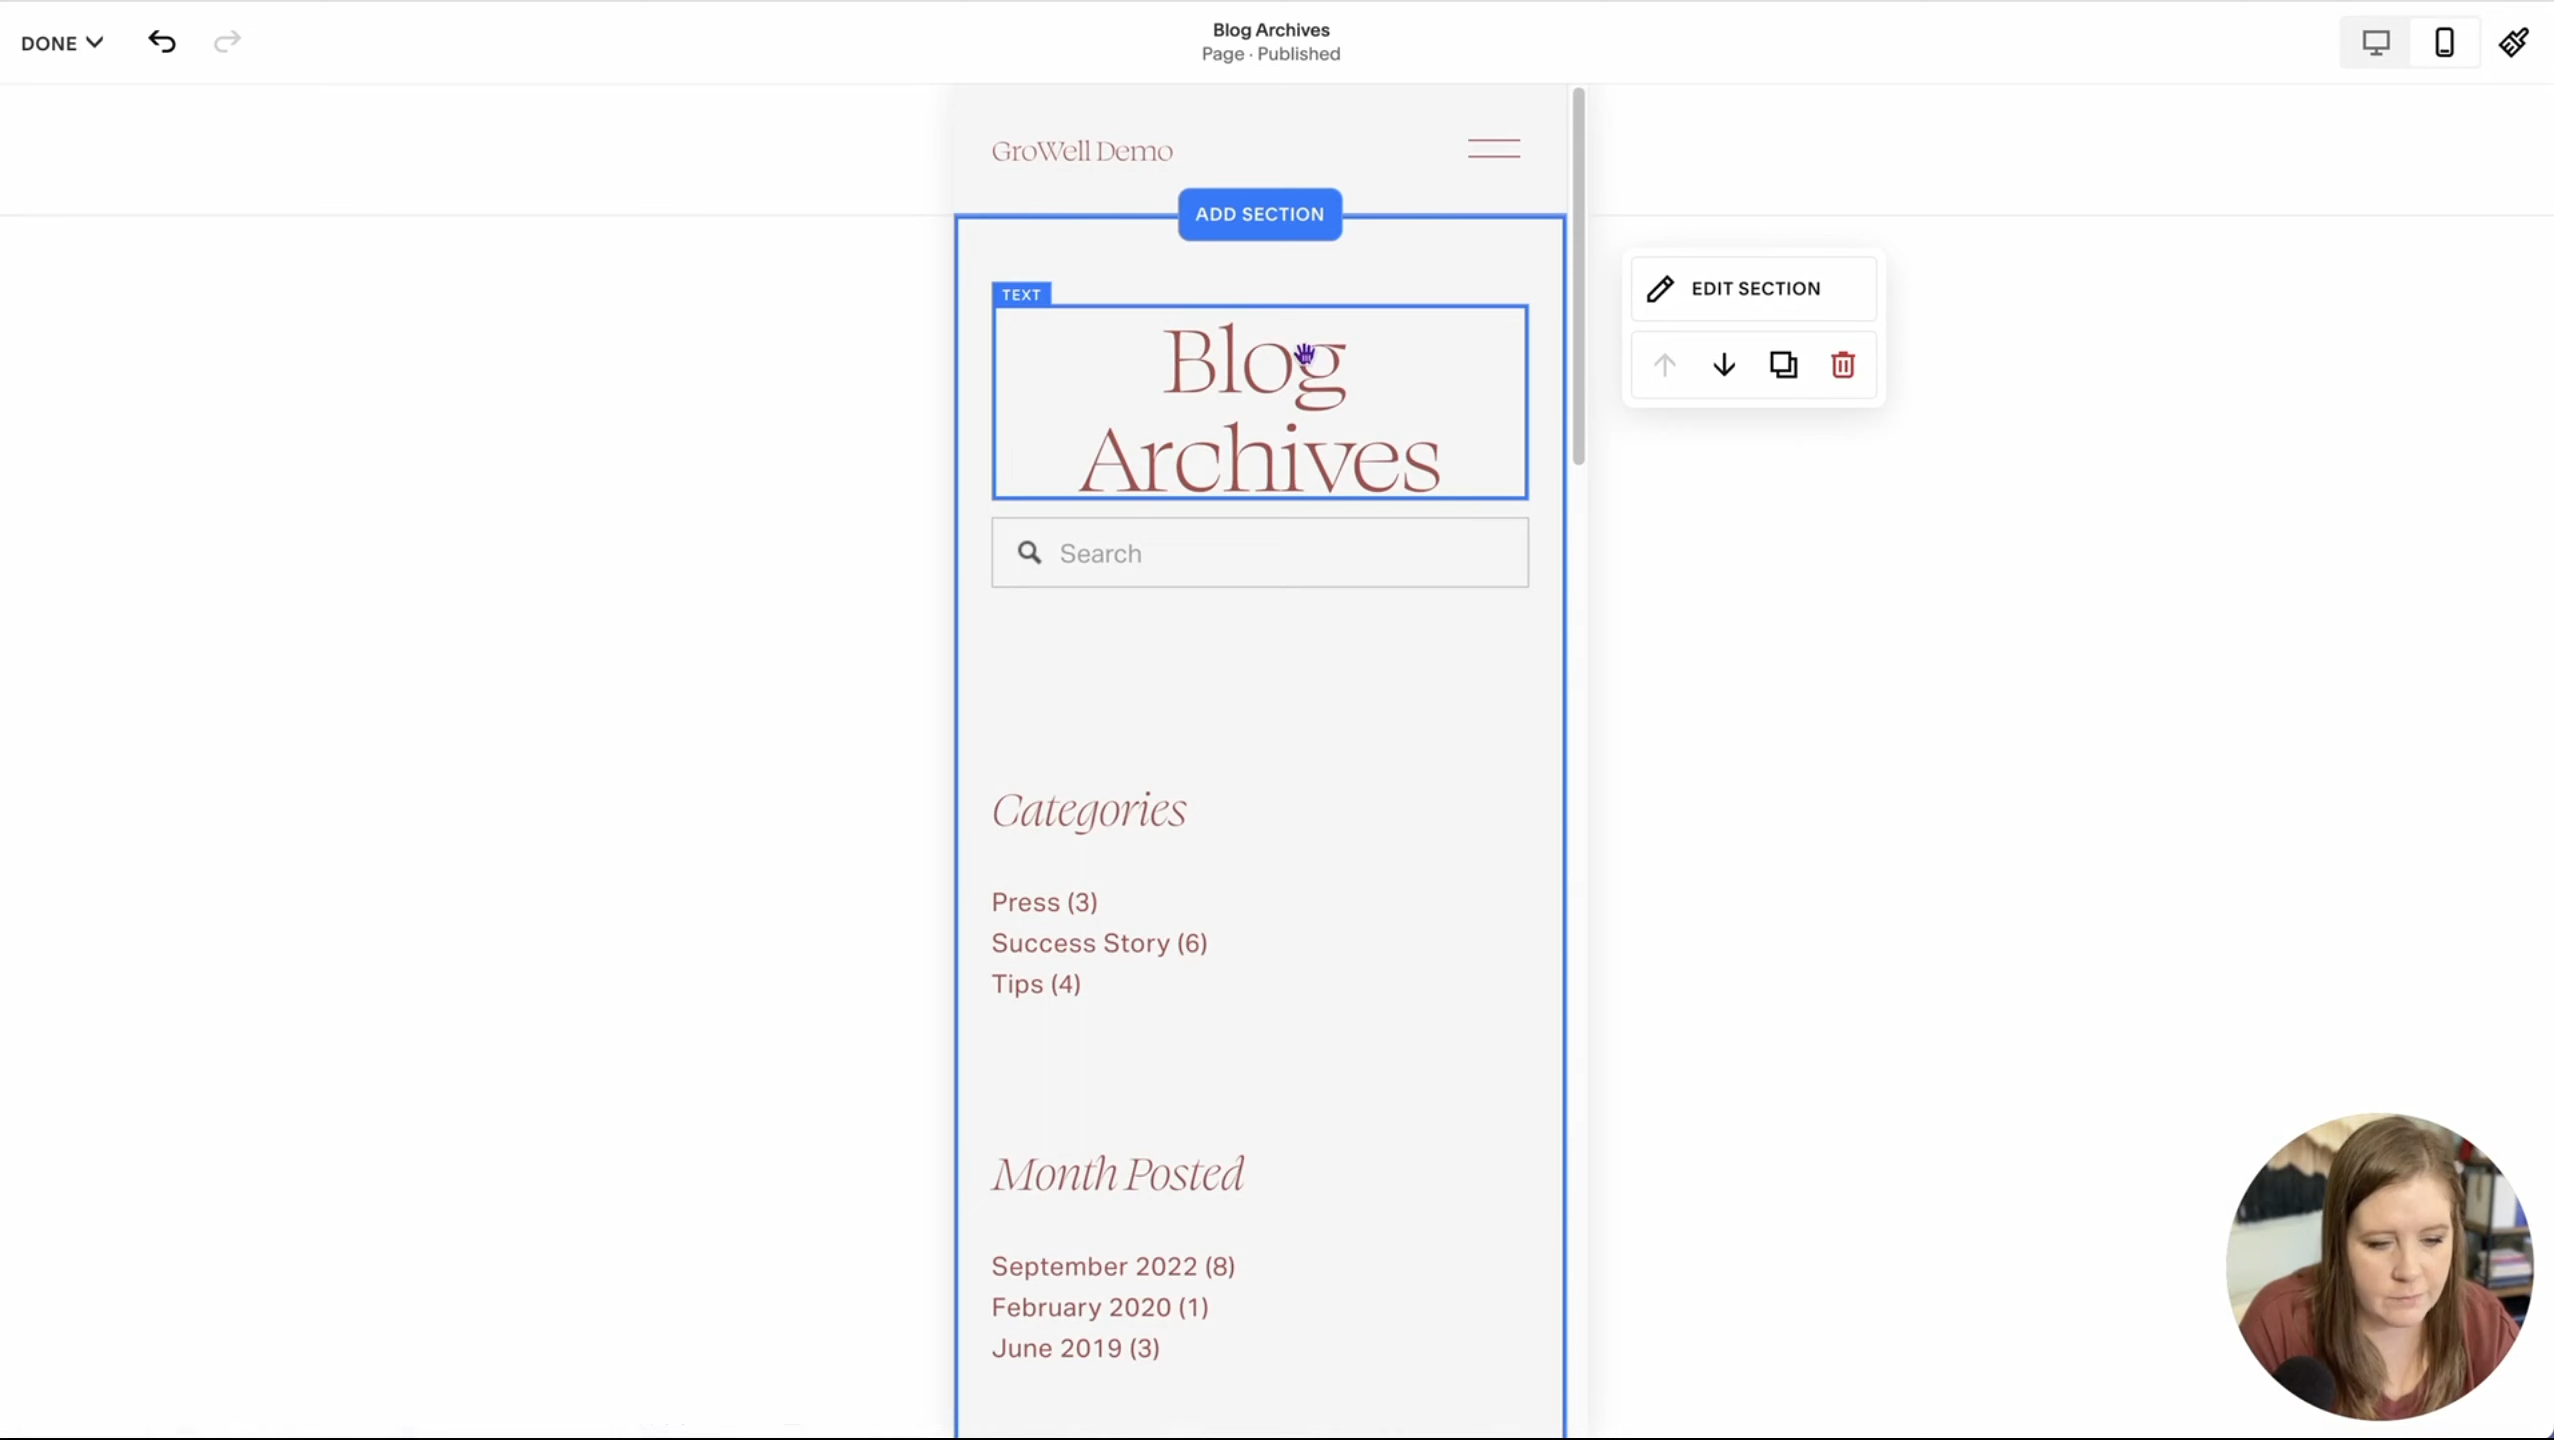 DONE
Blog Archives
Page · Published
GroWell Demo
ADD SECTION
TEXT
Blog
Archives
EDIT SECTION
Search
Categories
Press (3)
Success Story (6)
Tips (4)
Month Posted
September 2022 (8)
February 2020 (1)
June 2019 (3)